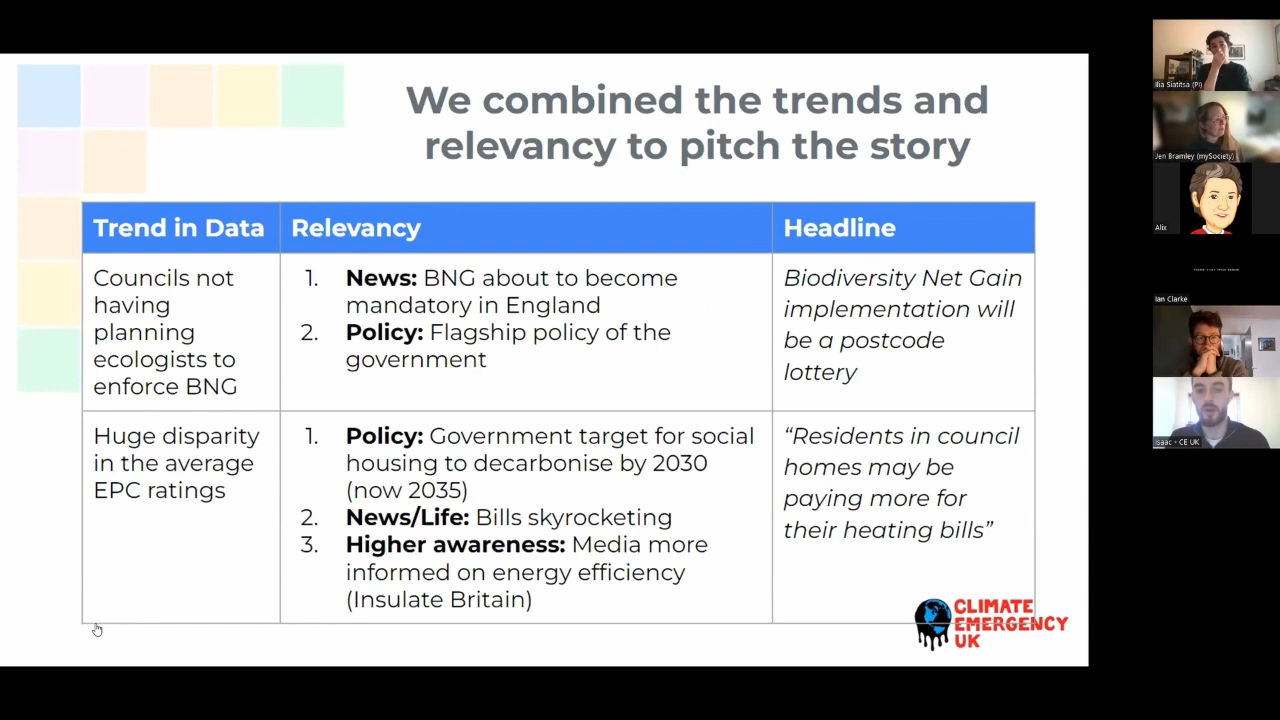 We combined the trends and
relevancy to pitch the story
Trend in Data
Relevancy
Headline
Councils not
having
planning
ecologists to
enforce BNG
1. News: BNG about to become
mandatory in England
2. Policy: Flagship policy of the
government
Biodiversity Net Gain
implementation will
be a postcode
lottery
Huge disparity
in the average
EPC ratings
1. Policy: Government target for social
housing to decarbonise by 2030
(now 2035)
2. News/Life: Bills skyrocketing
3. Higher awareness: Media more
informed on energy efficiency
(Insulate Britain)
“Residents in council
homes may be
paying more for
their heating bills”
CLIMATE
EMERGENCY
UK
Ilia Siatitsa (PI)
Jen Bramley (mySociety)
Alix
Ian Clarke
Isaac - CE UK